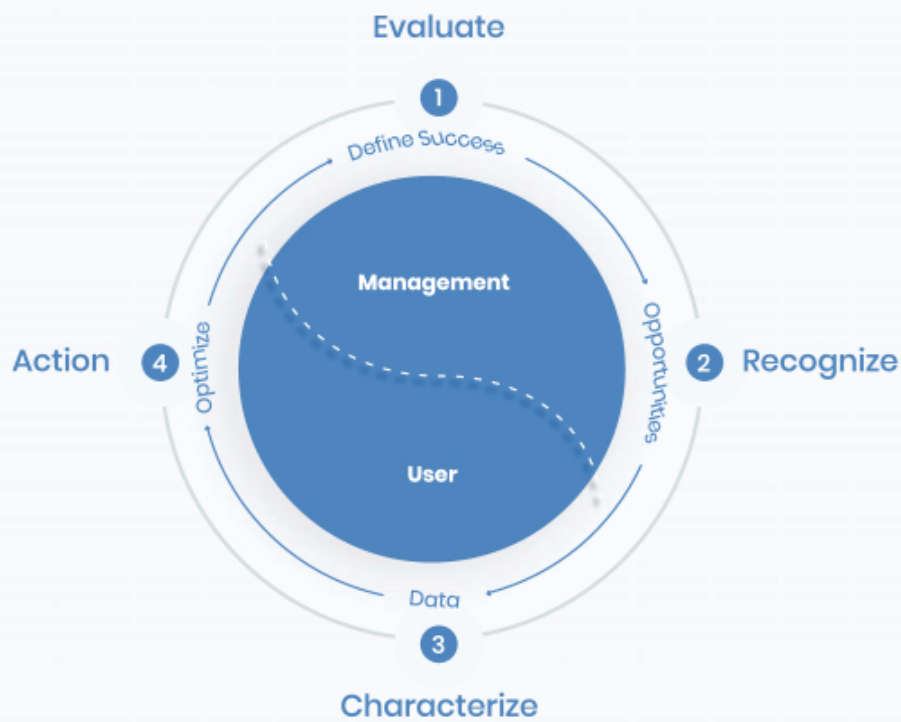 Evaluate
1
Define Success
Management
Opportunities
2
Recognize
Action
4
Optimize
User
Data
3
Characterize